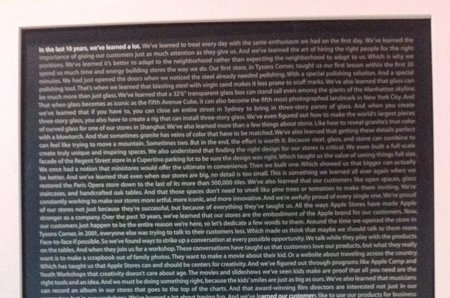 In the last 10 years, we've learned a lot. We've learned to treat every day with the same enthusiasm we had on the first day. We've learned the
importance of giving our customers just as much attention as they give us. And we've learned the art of hiring the right people for the right
positions. We've learned it's better to adapt to the neighborhood rather than expecting the neighborhood to adapt to us. Which is why we
spend so much time and energy building stores the way we do. Our first store, in Tysons Corner, taught us our first lesson within the first 30
minutes. We had just opened the doors when we noticed the steel already needed polishing. With a special polishing solution. And a special
polishing tool. That's when we learned that blasting steel with virgin sand makes it less prone to scuff marks. We've also learned that glass can
be much more than just glass. We've learned that a 32'6" transparent glass box can stand tall even among the giants of the Manhattan skyline.
That when glass becomes as iconic as the Fifth Avenue Cube, it can also become the fifth most photographed landmark in New York City. And
we've learned that if you have to, you can close an entire street in Sydney to bring in three-story panes of glass. And when you create
three-story glass, you also have to create a rig that can install three-story glass. We've even figured out how to make the world's largest pieces
of curved glass for one of our stores in Shanghai. We've also learned more than a few things about stone. Like how to reveal granite's true color
with a blowtorch. And that sometimes granite has veins of color that have to be matched. We've also learned that getting these details perfect
can feel like trying to move a mountain. Sometimes two. But in the end, the effort is worth it. Because steel, glass, and stone can combine to
create truly unique and inspiring spaces. We also understand that finding the right design for our stores is critical. We even built a full-scale
facade of the Regent Street store in a Cupertino parking lot to be sure the design was right. Which taught us the value of seeing things full size.
We once had a notion that ministores would offer the ultimate in convenience. Then we built one. Which showed us that bigger can actually
be better. And we've learned that even when our stores are big, no detail is too small. This is something we learned all over again when we
restored the Paris Opera store down to the last of its more than 500,000 tiles. We've also learned that our customers like open spaces, glass
staircases, and handcrafted oak tables. And that those spaces don't need to smell like pine trees or tomatoes to make them inviting. We're
constantly working to make our stores more artful, more iconic, and more innovative. And we're awfully proud of every single one. We're proud
of our stores not just because they're successful, but because of everything they've taught us. All the ways Apple Stores have made Apple
stronger as a company. Over the past 10 years, we've learned that our stores are the embodiment of the Apple brand for our customers. Now,
our customers just happen to be the entire reason we're here, so let's dedicate a few words to them. Around the time we opened the store in
Tysons Corner, in 2001, everyone else was trying to talk to their customers less. Which made us think that maybe we should talk to them more.
Face-to-face if possible. So we've found ways to strike up a conversation at every possible opportunity. We talk while they play with the products
on the tables. And when they join us for a workshop. These conversations have taught us that customers love our products, but what they really
want is to make a scrapbook out of family photos. They want to make a movie about their kid. Or a website about traveling across the country.
Which has taught us that Apple Stores can and should be centers for creativity. And we've figured out through programs like Apple Camp and
Youth Workshops that creativity doesn't care about age. The movies and slideshows we've seen kids make are proof that all you need are the
right tools and an idea. And we must be doing something right, because the kids' smiles are just as big as ours. We've also learned that musicians
can record an album in our stores that goes to the top of the charts. And that award-winning film directors are interested not just in our
learned a lot about having fun. And we've learned our customers like to use our products for business